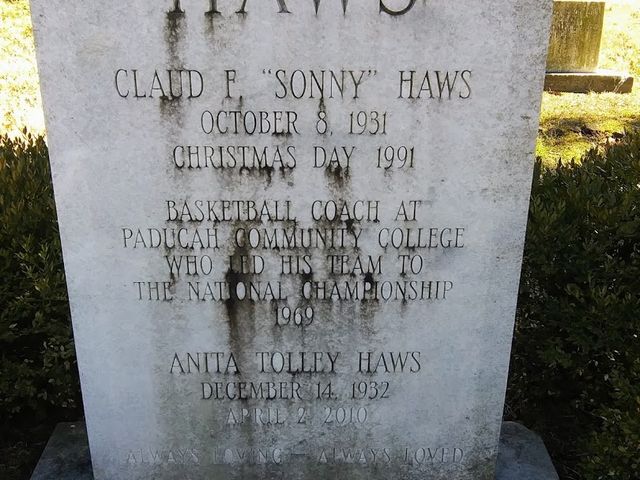 HAWS
CLAUD F. "SONNY" HAWS
OCTOBER 8, 1931
CHRISTMAS DAY 1991
BASKETBALL COACH AT
PADUCAH COMMUNITY COLLEGE
WHO LED HIS TEAM TO
THE NATIONAL CHAMPIONSHIP
1969
ANITA TOLLEY HAWS
DECEMBER 14, 1932
APRIL 2 2010
ALWAYS LOVING – ALWAYS LOVED